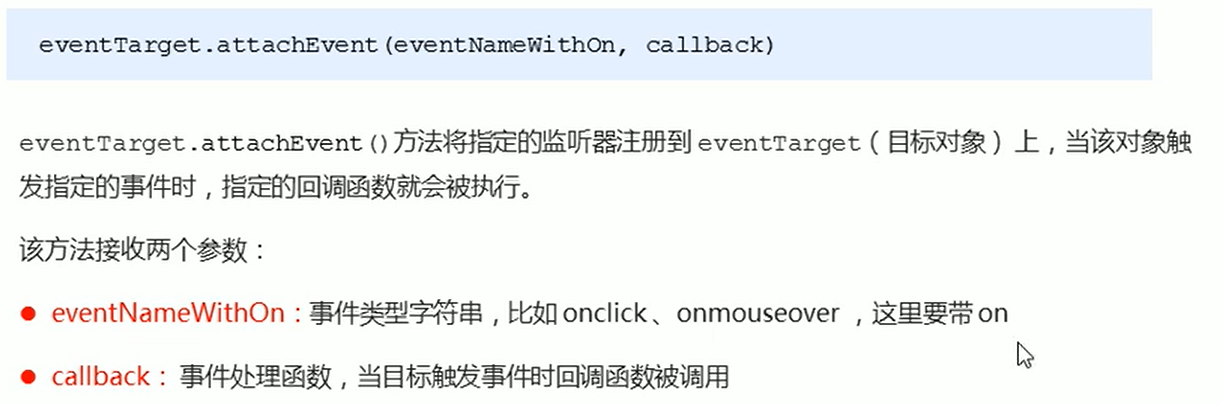 eventTarget.attachEvent(eventNameWithOn, callback)
eventTarget.attachEvent()方法将指定的监听器注册到 eventTarget（目标对象）上，当该对象触
发指定的事件时，指定的回调函数就会被执行。
该方法接收两个参数：
● eventNameWithOn：事件类型字符串，比如 onclick 、onmouseover ，这里要带 on
● callback： 事件处理函数，当目标触发事件时回调函数被调用